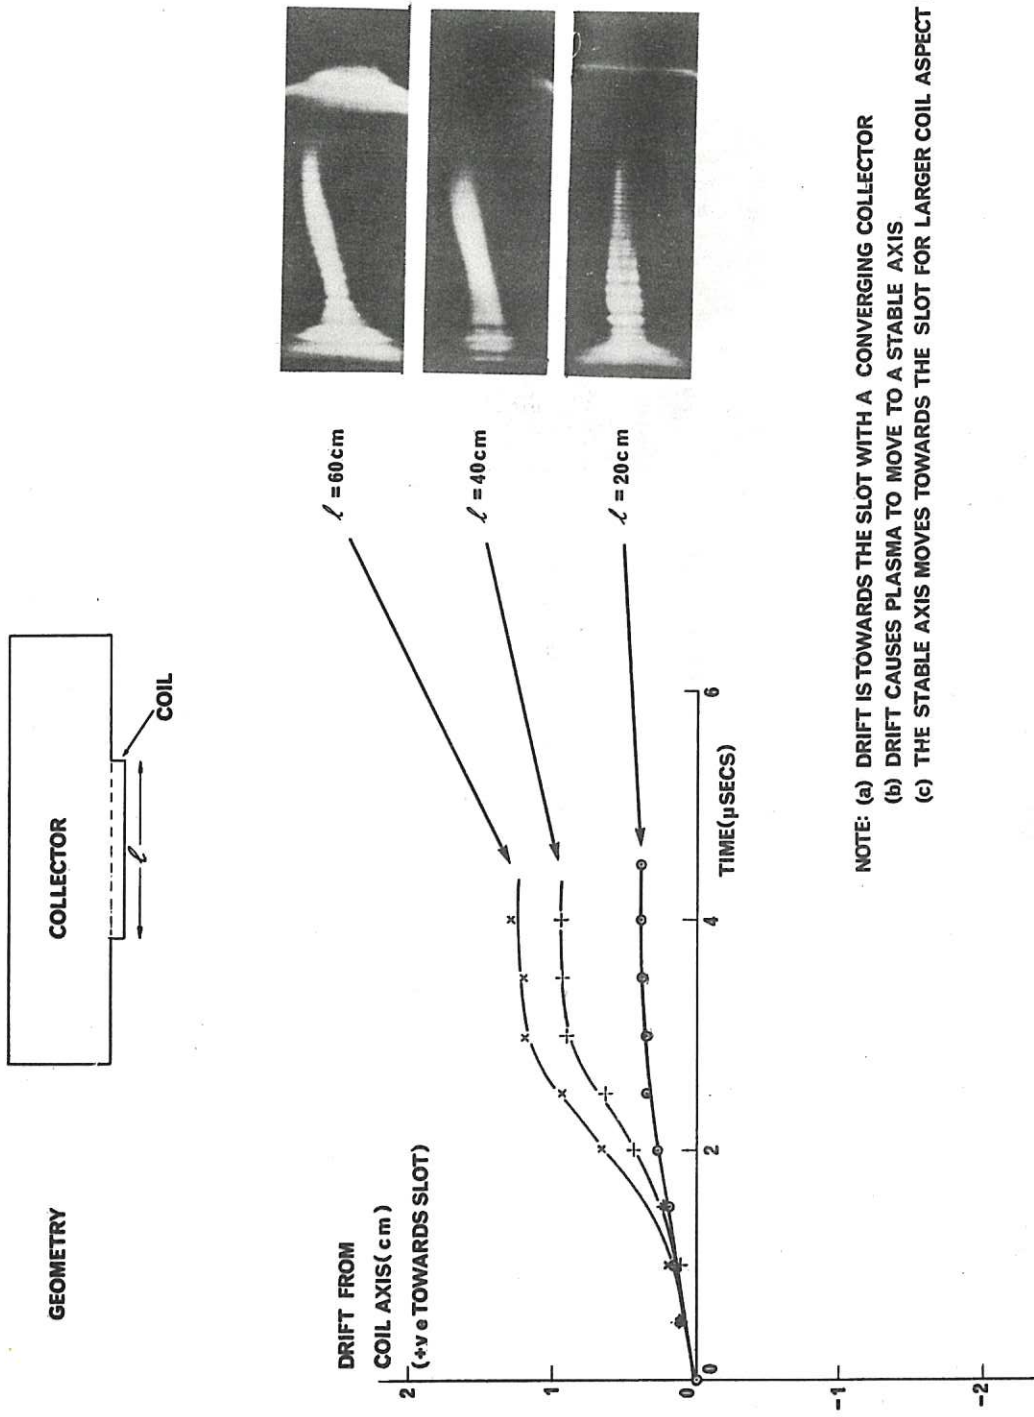 GEOMETRY
COLLECTOR
ℓ
COIL
DRIFT FROM
COIL AXIS(cm)
(+ve TOWARDS SLOT)
2
1
0
-1
-2
0
2
4
6
TIME(μSECS)
ℓ =60cm
ℓ =40cm
ℓ =20cm
NOTE: (a) DRIFT IS TOWARDS THE SLOT WITH A CONVERGING COLLECTOR
(b) DRIFT CAUSES PLASMA TO MOVE TO A STABLE AXIS
(c) THE STABLE AXIS MOVES TOWARDS THE SLOT FOR LARGER COIL ASPECT